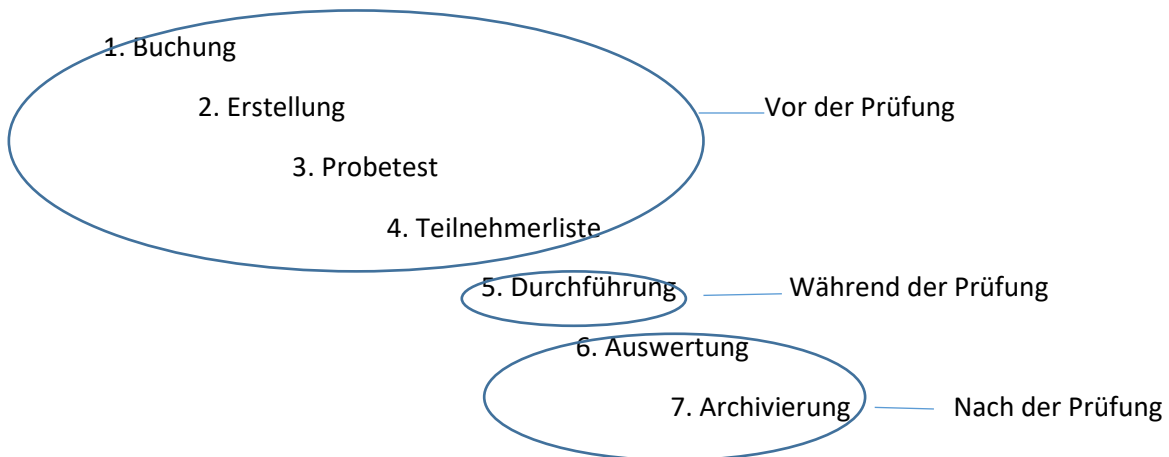 1. Buchung
2. Erstellung
Vor der Prüfung
3. Probetest
4. Teilnehmerliste
5. Durchführung
Während der Prüfung
6. Auswertung
7. Archivierung
Nach der Prüfung